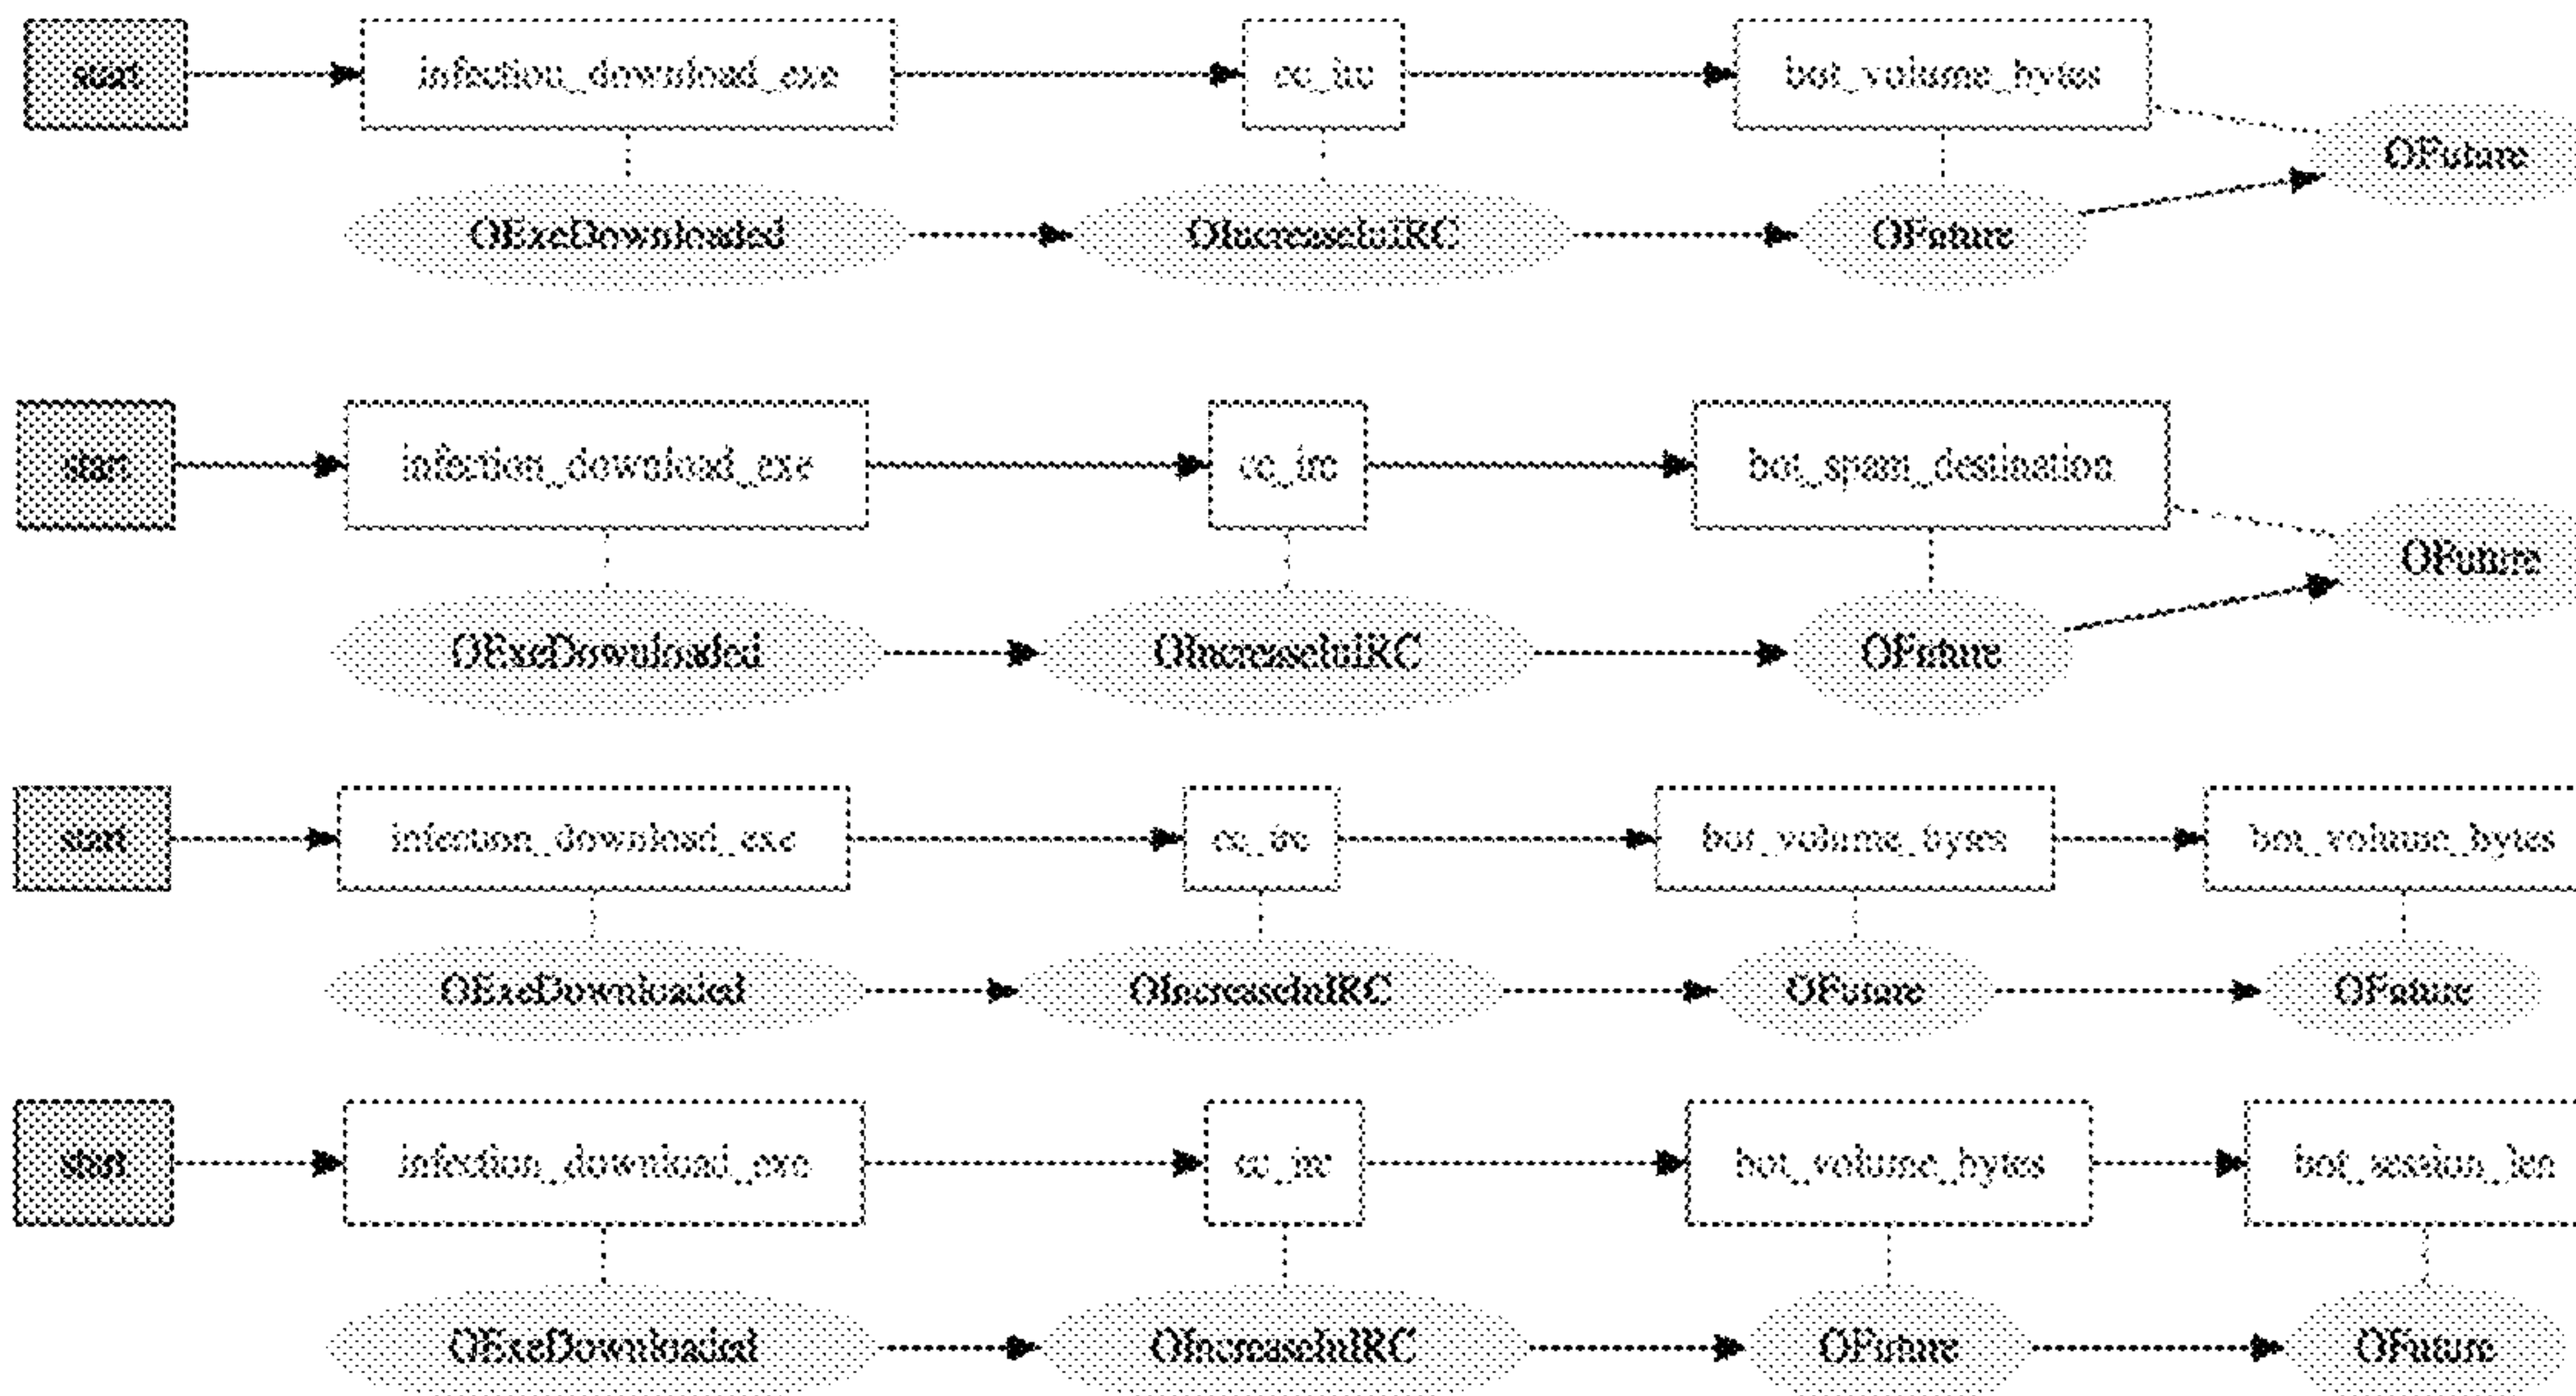 start infection_download_exe cc_irc bot_volume_bytes
OFuture
OExeDownloaded OIncreaseInIRC OFuture
start infection_download_exe cc_irc bot_spam_destination
OFuture
OExeDownloaded OIncreaseInIRC OFuture
start infection_download_exe cc_irc bot_volume_bytes bot_volume_bytes
OExeDownloaded OIncreaseInIRC OFuture OFuture
start infection_download_exe cc_irc bot_volume_bytes bot_session_len
OExeDownloaded OIncreaseInIRC OFuture OFuture